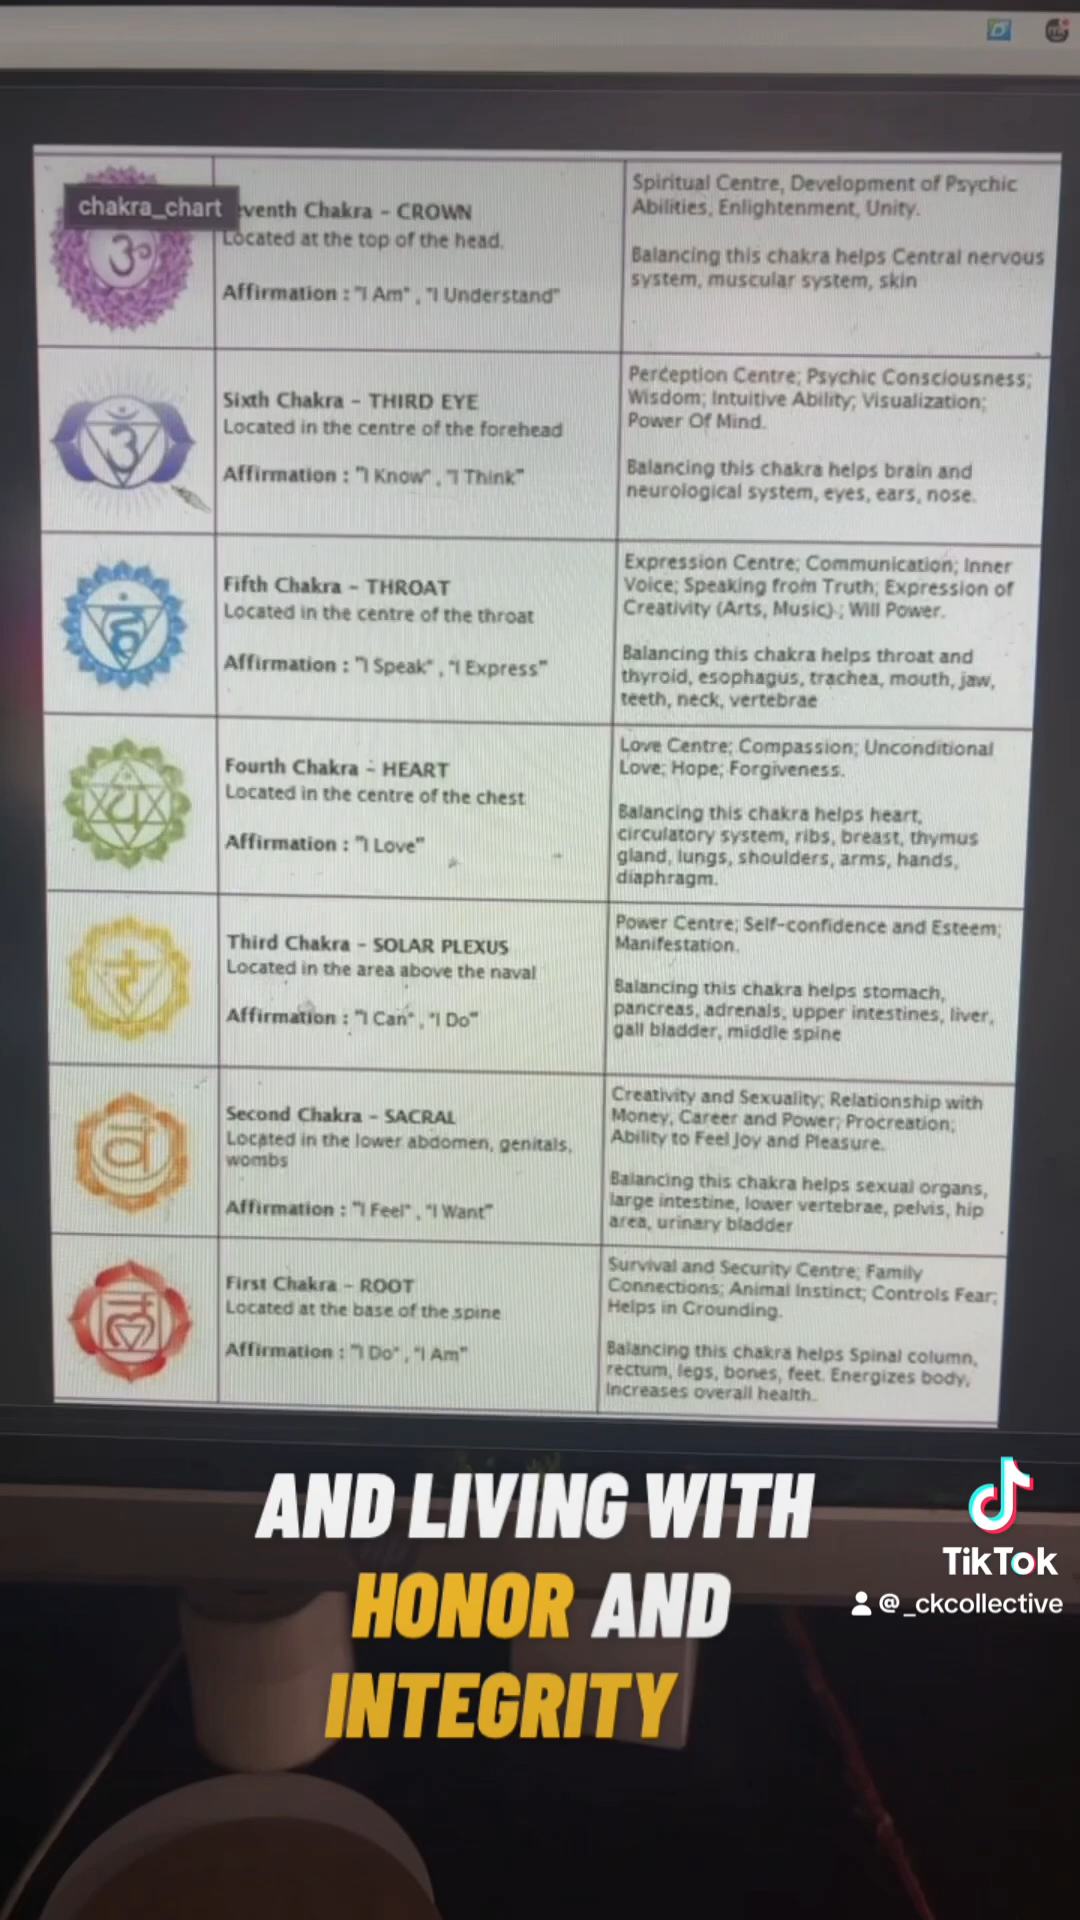 chakra_chart
eventh Chakra - CROWN
Located at the top of the head.
Affirmation : "I Am" , "I Understand"
Spiritual Centre, Development of Psychic
Abilities, Enlightenment, Unity.
Balancing this chakra helps Central nervous
system, muscular system, skin
ॐ
Sixth Chakra - THIRD EYE
Located in the centre of the forehead
Affirmation : "I Know" , "I Think"
Perception Centre; Psychic Consciousness;
Wisdom; Intuitive Ability; Visualization;
Power Of Mind.
Balancing this chakra helps brain and
neurological system, eyes, ears, nose.
ॐ
Fifth Chakra - THROAT
Located in the centre of the throat
Affirmation : "I Speak" , "I Express"
Expression Centre; Communication; Inner
Voice; Speaking from Truth; Expression of
Creativity (Arts, Music) ; Will Power.
Balancing this chakra helps throat and
thyroid, esophagus, trachea, mouth, jaw,
teeth, neck, vertebrae
हं
Fourth Chakra - HEART
Located in the centre of the chest
Affirmation : "I Love"
Love Centre; Compassion; Unconditional
Love; Hope; Forgiveness.
Balancing this chakra helps heart,
circulatory system, ribs, breast, thymus
gland, lungs, shoulders, arms, hands,
diaphragm.
यं
Third Chakra - SOLAR PLEXUS
Located in the area above the naval
Affirmation : "I Can" , "I Do"
Power Centre; Self-confidence and Esteem;
Manifestation.
Balancing this chakra helps stomach,
pancreas, adrenals, upper intestines, liver,
gall bladder, middle spine
रं
Second Chakra - SACRAL
Located in the lower abdomen, genitals,
wombs
Affirmation : "I Feel" , "I Want"
Creativity and Sexuality; Relationship with
Money, Career and Power; Procreation;
Ability to Feel Joy and Pleasure.
Balancing this chakra helps sexual organs,
large intestine, lower vertebrae, pelvis, hip
area, urinary bladder
वं
First Chakra - ROOT
Located at the base of the spine
Affirmation : "I Do" , "I Am"
Survival and Security Centre; Family
Connections; Animal Instinct; Controls Fear;
Helps in Grounding.
Balancing this chakra helps Spinal column,
rectum, legs, bones, feet. Energizes body,
Increases overall health.
लं
AND LIVING WITH
HONOR AND
INTEGRITY
TikTok
@_ckcollective